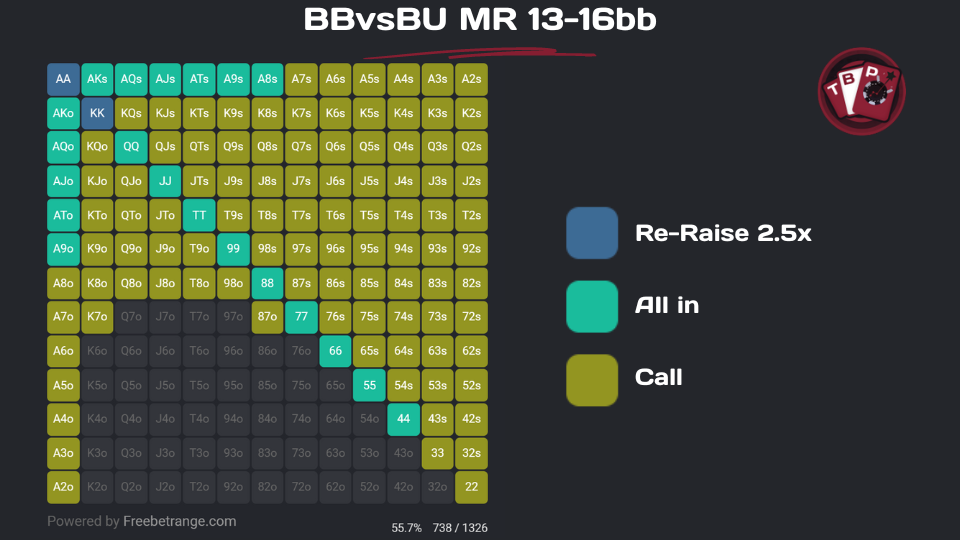 BBvsBU MR 13-16bb
T B P
AA AKs AQs AJs ATs A9s A8s A7s A6s A5s A4s A3s A2s
AKo KK KQs KJs KTs K9s K8s K7s K6s K5s K4s K3s K2s
AQo KQo QQ QJs QTs Q9s Q8s Q7s Q6s Q5s Q4s Q3s Q2s
AJo KJo QJo JJ JTs J9s J8s J7s J6s J5s J4s J3s J2s
ATo KTo QTo JTo TT T9s T8s T7s T6s T5s T4s T3s T2s
A9o K9o Q9o J9o T9o 99 98s 97s 96s 95s 94s 93s 92s
A8o K8o Q8o J8o T8o 98o 88 87s 86s 85s 84s 83s 82s
A7o K7o Q7o J7o T7o 97o 87o 77 76s 75s 74s 73s 72s
A6o K6o Q6o J6o T6o 96o 86o 76o 66 65s 64s 63s 62s
A5o K5o Q5o J5o T5o 95o 85o 75o 65o 55 54s 53s 52s
A4o K4o Q4o J4o T4o 94o 84o 74o 64o 54o 44 43s 42s
A3o K3o Q3o J3o T3o 93o 83o 73o 63o 53o 43o 33 32s
A2o K2o Q2o J2o T2o 92o 82o 72o 62o 52o 42o 32o 22
Powered by Freebetrange.com
55.7% 738 / 1326
Re-Raise 2.5x
All in
Call